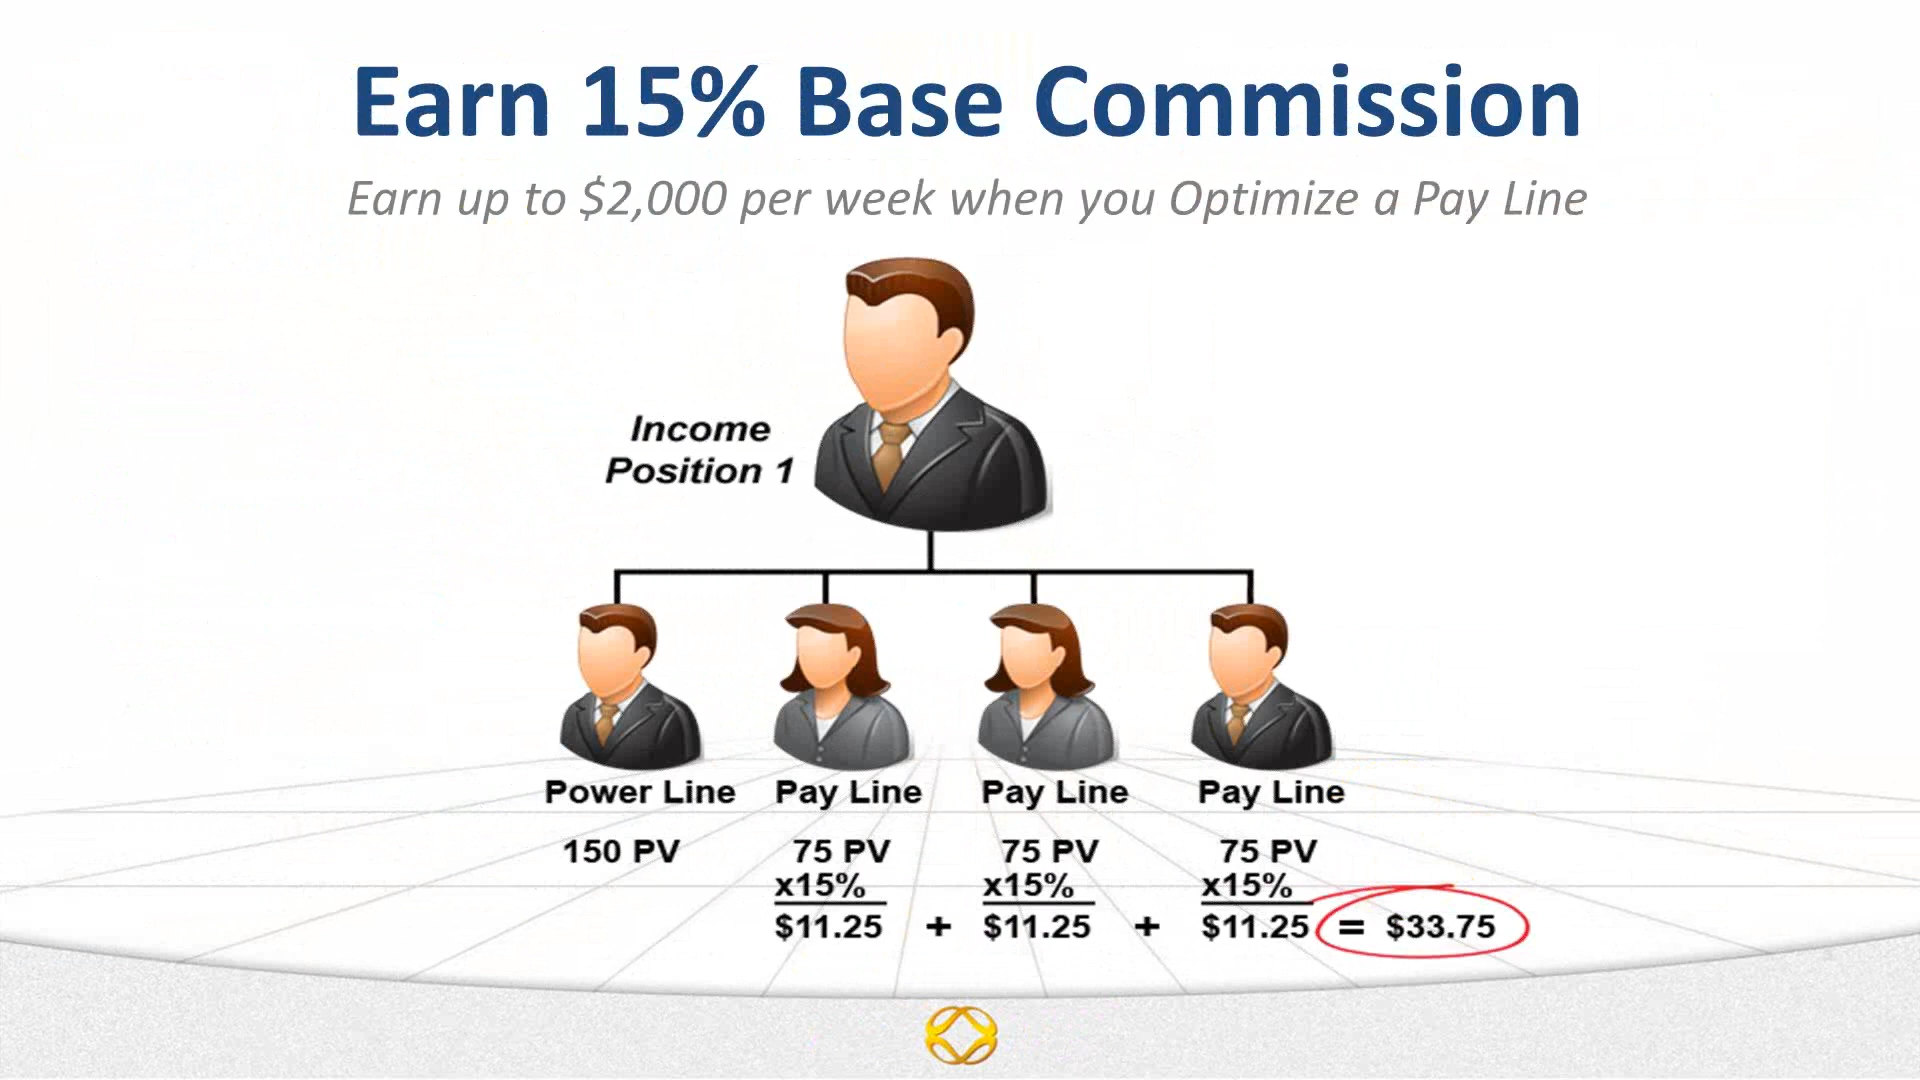 Earn 15% Base Commission
Earn up to $2,000 per week when you Optimize a Pay Line
Income
Position 1
Power Line Pay Line Pay Line Pay Line
150 PV 75 PV 75 PV 75 PV
x15% x15% x15%
$11.25 + $11.25 + $11.25 = $33.75